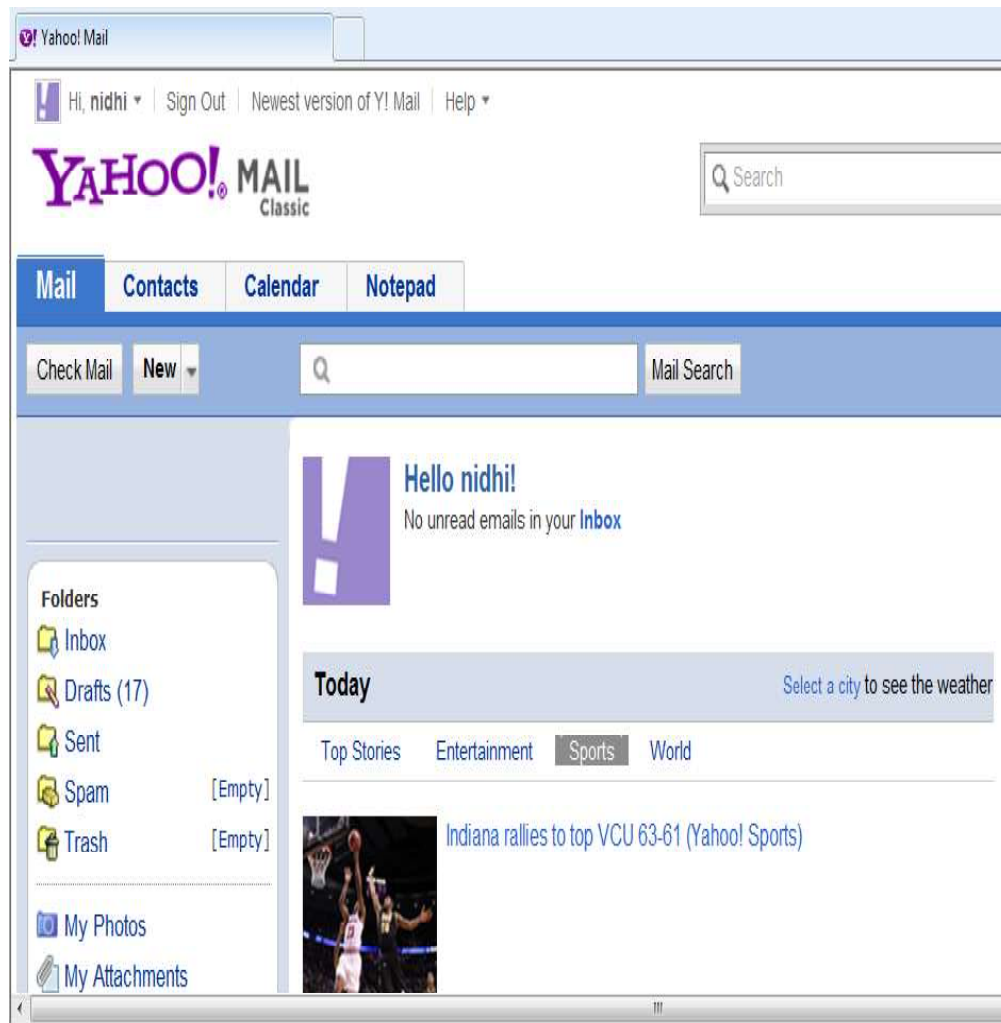 Y! Yahoo! Mail
Hi, nidhi Sign Out Newest version of Y! Mail Help
YAHOO!® MAIL Classic
Search
Mail Contacts Calendar Notepad
Check Mail New Mail Search
Hello nidhi!
No unread emails in your Inbox
Folders
Inbox
Drafts (17)
Sent
Spam [Empty]
Trash [Empty]
My Photos
My Attachments
Today Select a city to see the weather
Top Stories Entertainment Sports World
Indiana rallies to top VCU 63-61 (Yahoo! Sports)